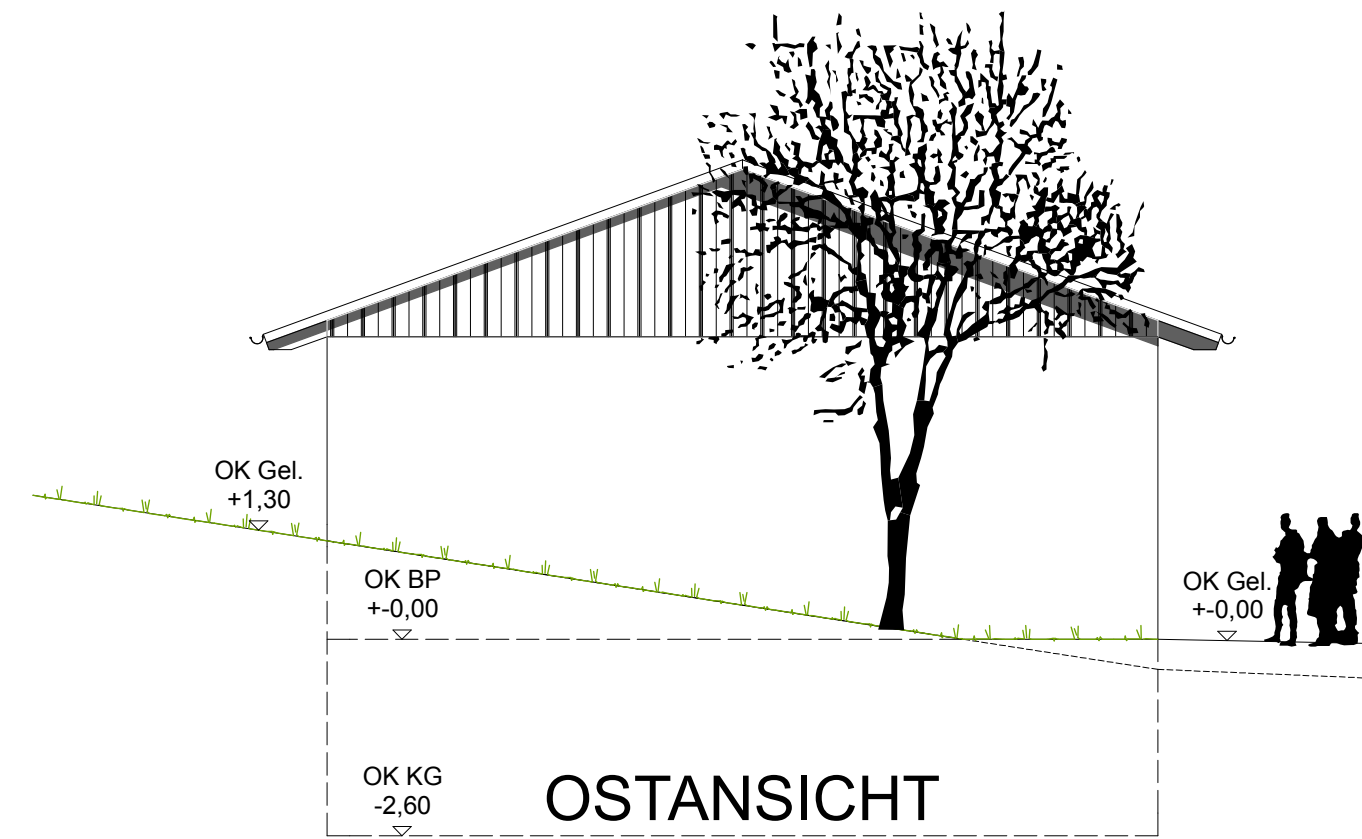 OK Gel.
+1,30
OK BP
+-0,00
OK Gel.
+-0,00
OK KG
-2,60
OSTANSICHT